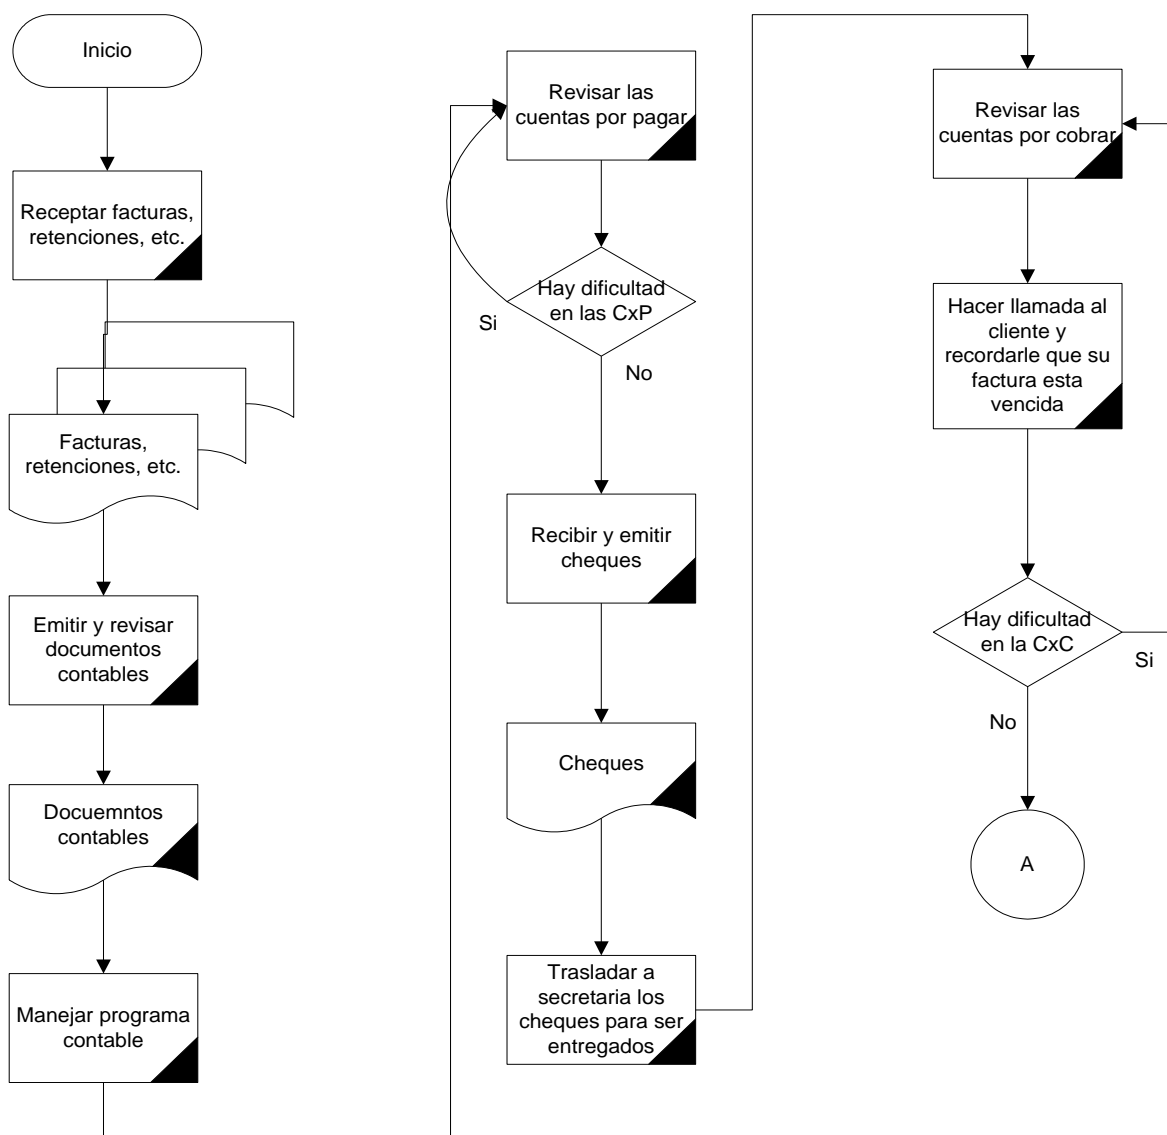 Inicio
Receptar facturas,
retenciones, etc.
Facturas,
retenciones, etc.
Emitir y revisar
documentos
contables
Docuemntos
contables
Manejar programa
contable
Revisar las
cuentas por pagar
Hay dificultad
en las CxP
Si
No
Recibir y emitir
cheques
Cheques
Trasladar a
secretaria los
cheques para ser
entregados
Revisar las
cuentas por cobrar
Hacer llamada al
cliente y
recordarle que su
factura esta
vencida
Hay dificultad
en la CxC
Si
No
A